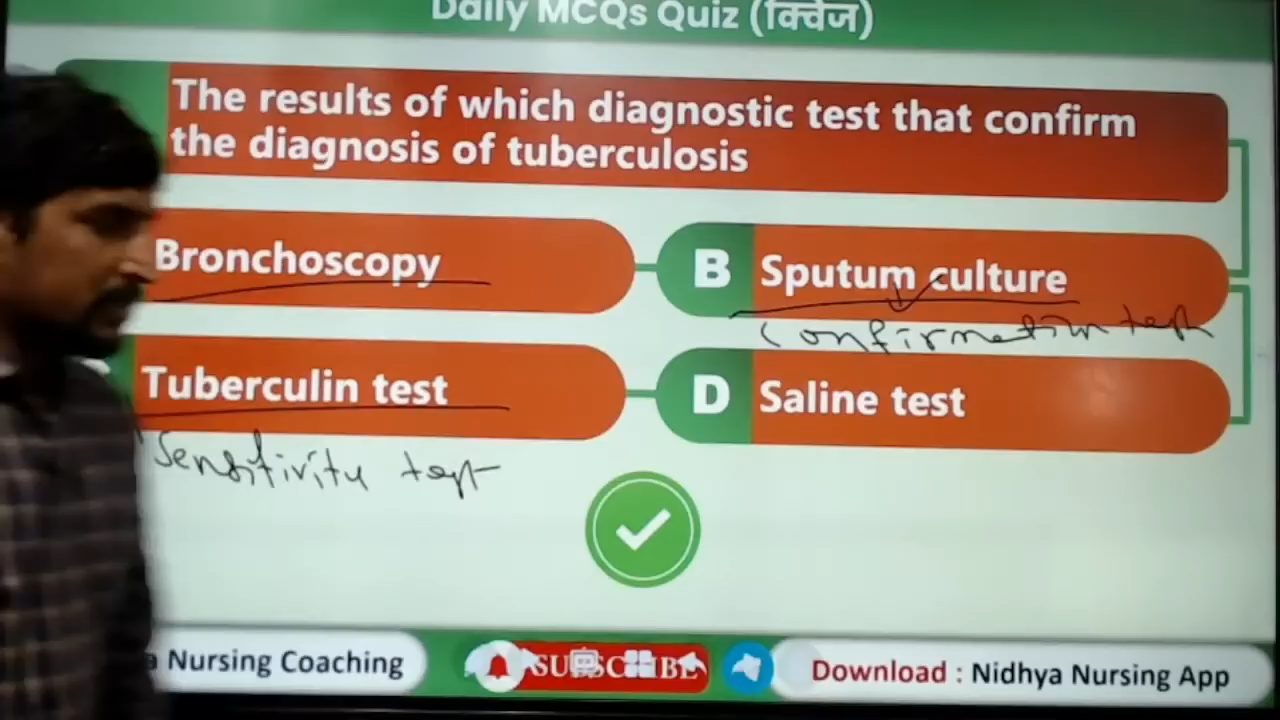 Daily MCQs Quiz (क्विज)
The results of which diagnostic test that confirm
the diagnosis of tuberculosis
Bronchoscopy
B Sputum culture
Confirmation test
Tuberculin test
D Saline test
Sensitivity test
a Nursing Coaching
SUBSCRIBE
Download : Nidhya Nursing App